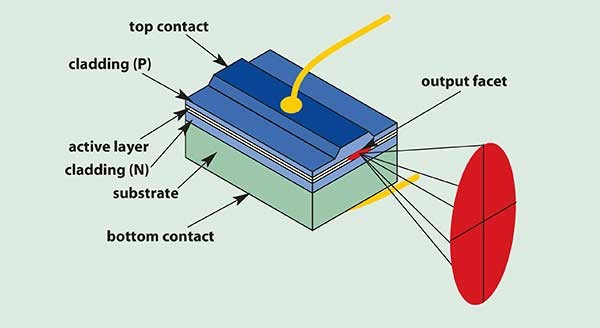 top contact
cladding (P)
output facet
active layer
cladding (N)
substrate
bottom contact